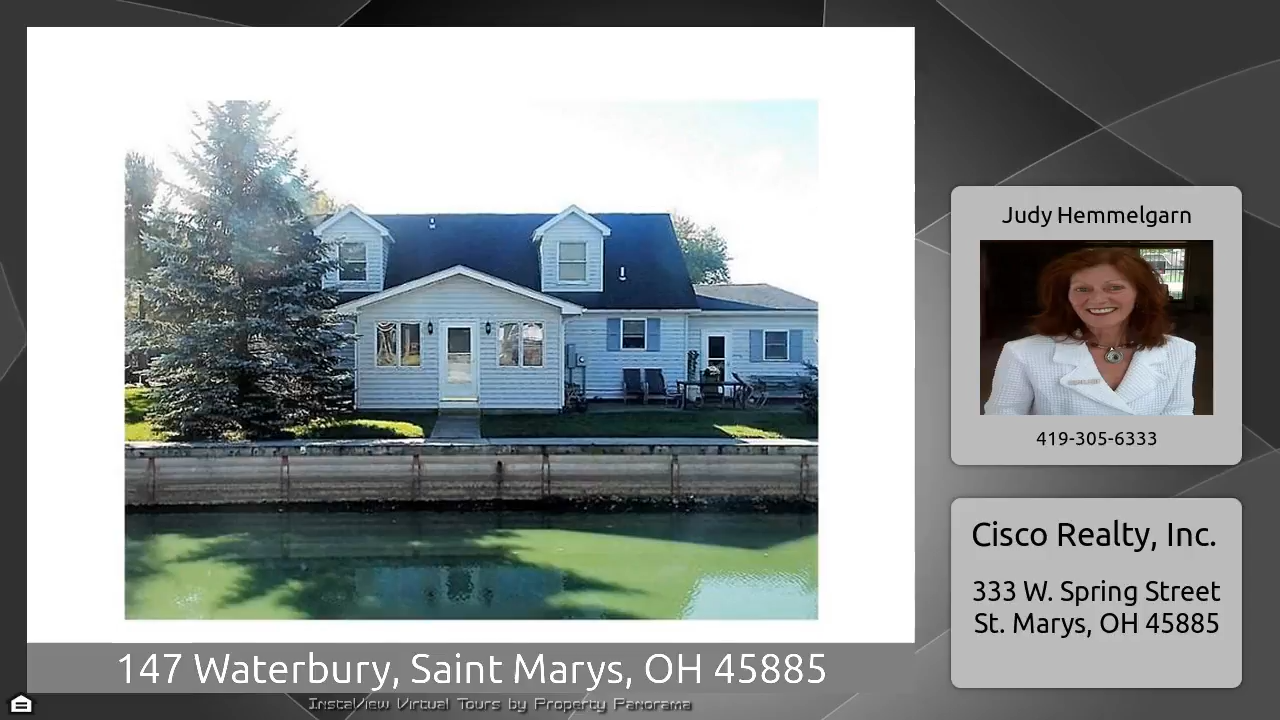 Judy Hemmelgarn
419-305-6333
Cisco Realty, Inc.
333 W. Spring Street
St. Marys, OH 45885
147 Waterbury, Saint Marys, OH 45885
InstaView Virtual Tours by Property Panorama